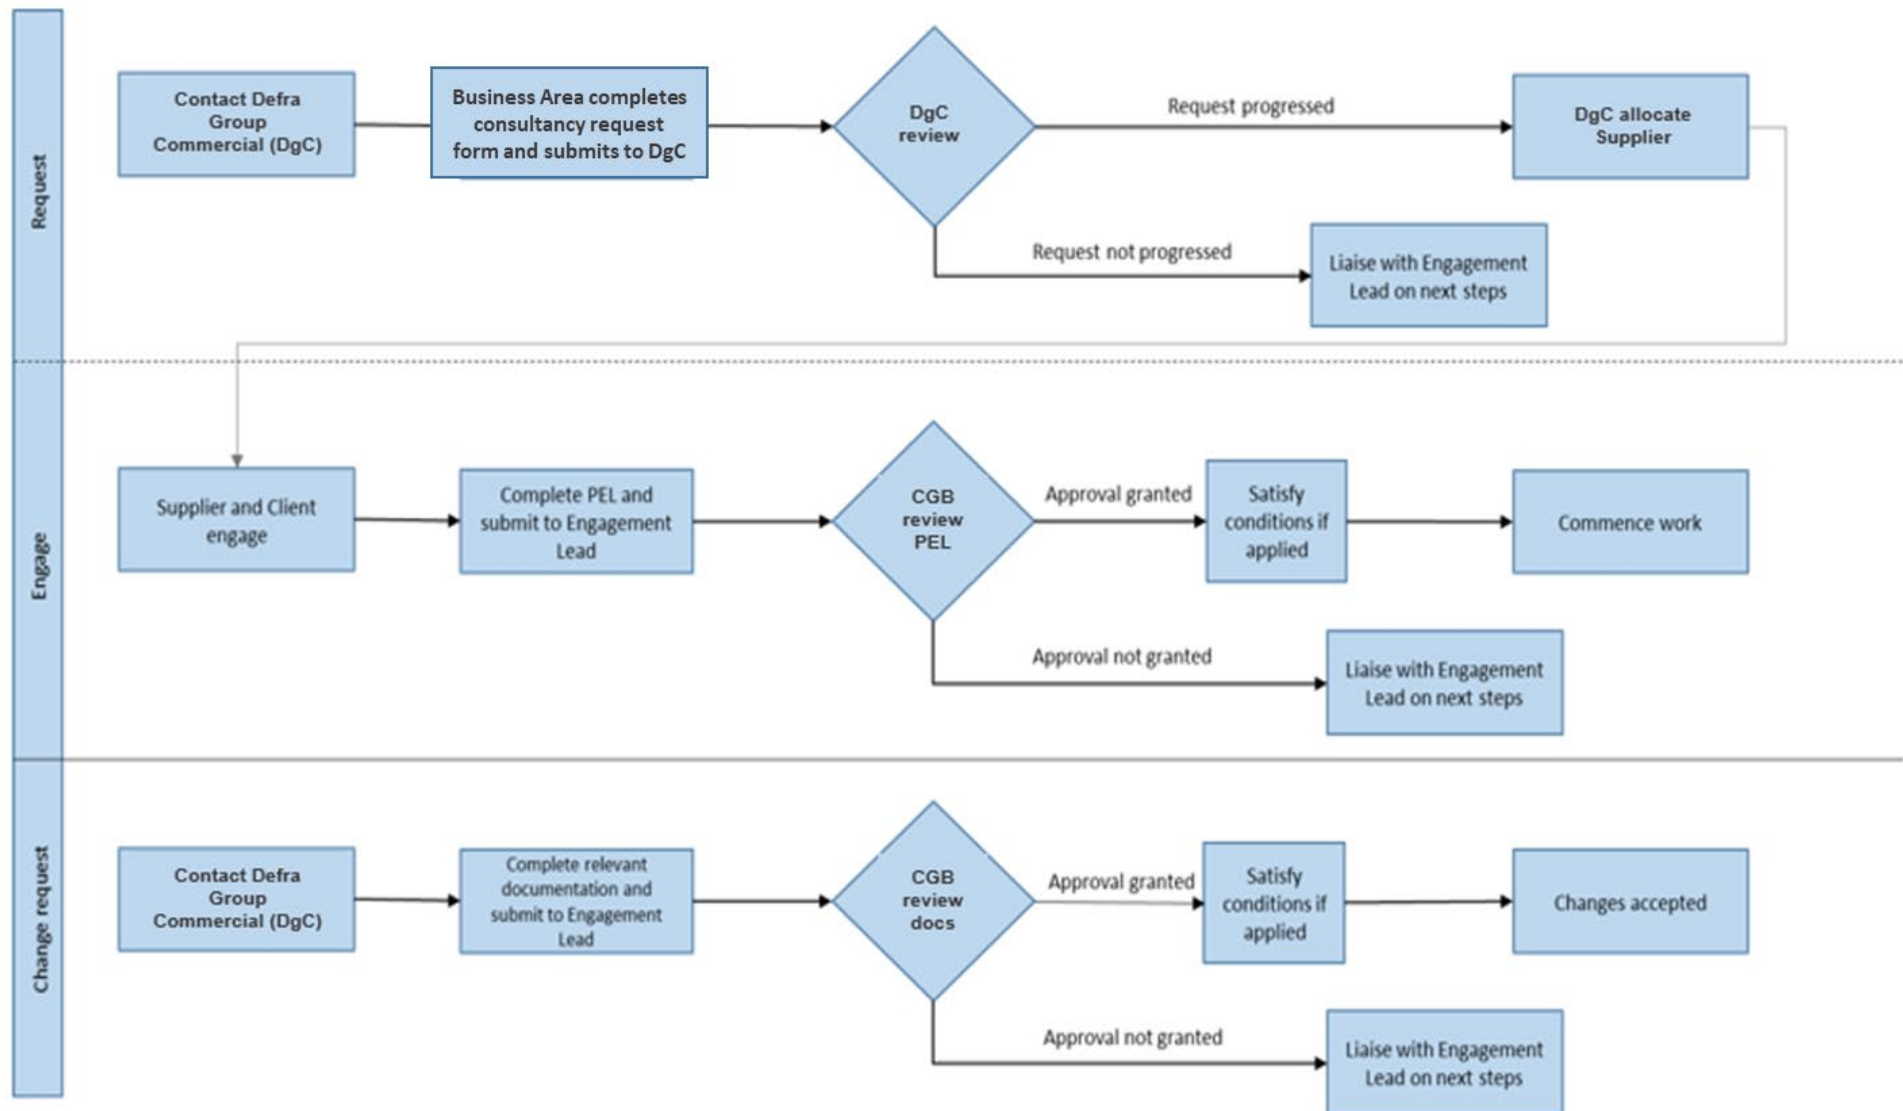 Request
Contact Defra
Group
Commercial (DgC)
Business Area completes
consultancy request
form and submits to DgC
DgC
review
Request progressed
DgC allocate
Supplier
Request not progressed
Liaise with Engagement
Lead on next steps
Engage
Supplier and Client
engage
Complete PEL and
submit to Engagement
Lead
CGB
review
PEL
Approval granted
Satisfy
conditions if
applied
Commence work
Approval not granted
Liaise with Engagement
Lead on next steps
Change request
Contact Defra
Group
Commercial (DgC)
Complete relevant
documentation and
submit to Engagement
Lead
CGB
review
docs
Approval granted
Satisfy
conditions if
applied
Changes accepted
Approval not granted
Liaise with Engagement
Lead on next steps